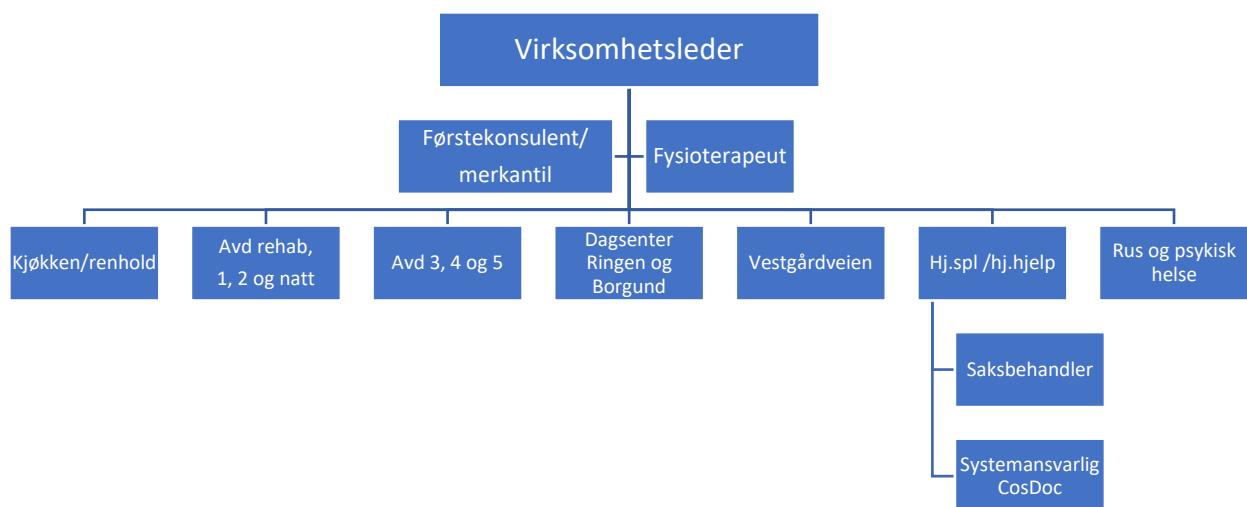 Virksomhetsleder
Førstekonsulent/
merkantil
Fysioterapeut
Kjøkken/renhold
Avd rehab,
1, 2 og natt
Avd 3, 4 og 5
Dagsenter
Ringen og
Borgund
Vestgårdveien
Hj.spl /hj.hjelp
Rus og psykisk
helse
Saksbehandler
Systemansvarlig
CosDoc